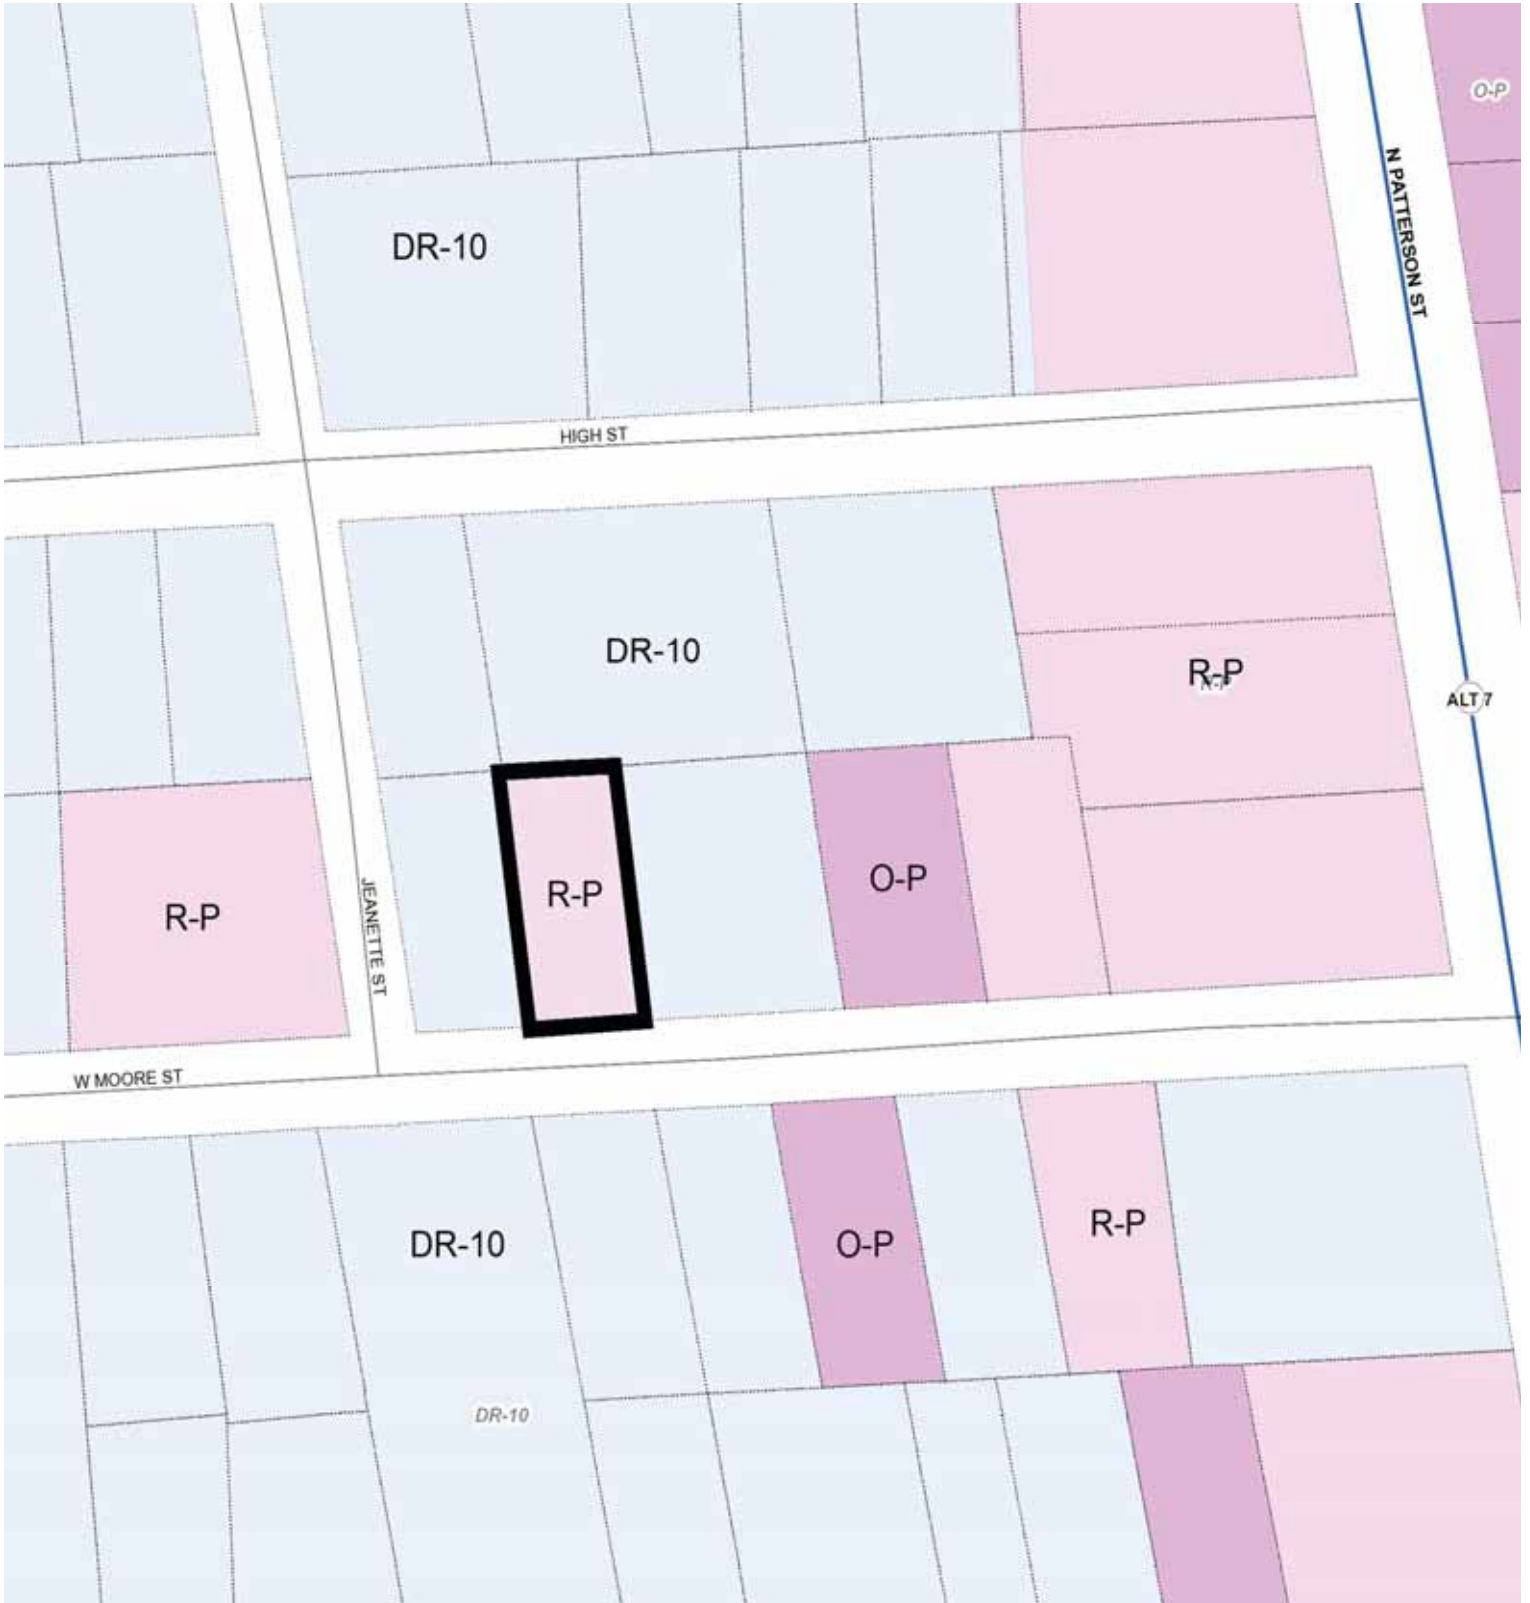 O-P
N PATTERSON ST
DR-10
HIGH ST
DR-10
R-P
R-P
ALT 7
R-P
O-P
R-P
JEANETTE ST
W MOORE ST
DR-10
O-P
R-P
DR-10